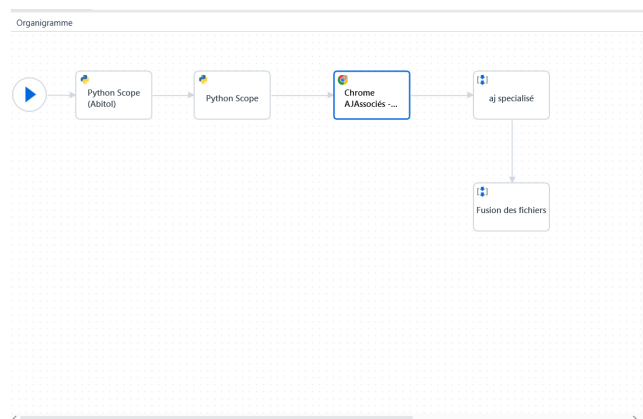 Organigramme
Python Scope
(Abitol)
Python Scope
Chrome
AJAssociés -...
aj specialisé
Fusion des fichiers